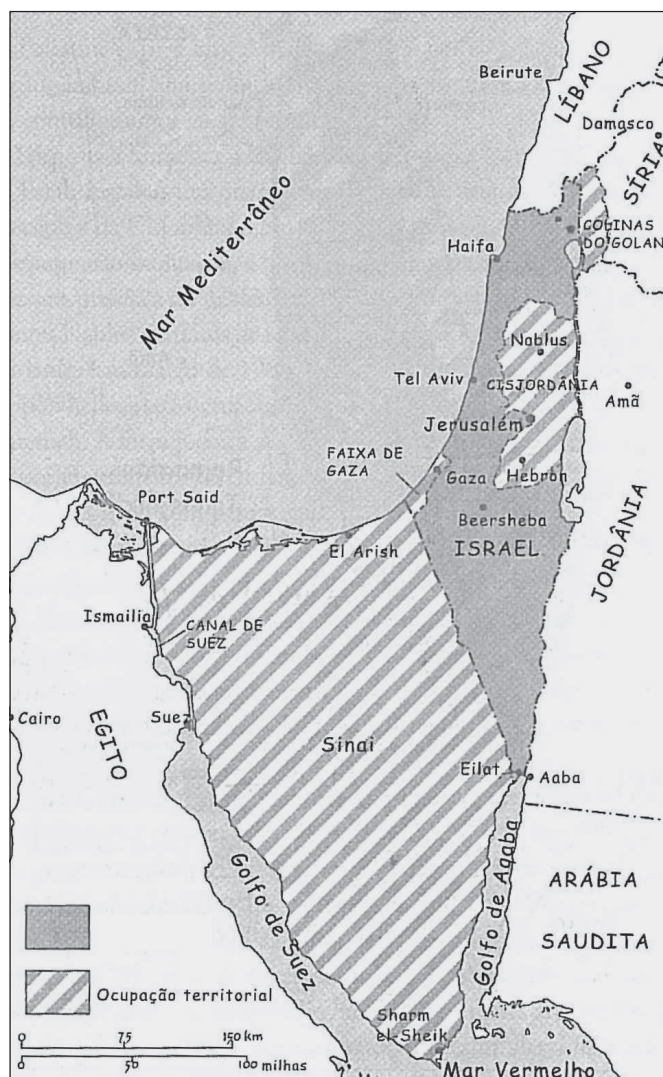 Beirute
LÍBANO
Damasco
SÍRIA
COLINAS
DO GOLAN
Mar Mediterrâneo
Haifa
Nablus
Tel Aviv
CISJORDÂNIA
Amã
Jerusalém
FAIXA DE
GAZA
Gaza
Hebron
Port Said
Beersheba
El Arish
ISRAEL
JORDÂNIA
Ismailia
CANAL DE
SUÉZ
Cairo
EGITO
Suez
Sinai
Eilat
Aaba
Golfo de Suez
Golfo de Aqaba
ARÁBIA
SAUDITA
Ocupação territorial
Sharm
el-Sheik
0 7,5 150 km
0 50 100 milhas
Mar Vermelho